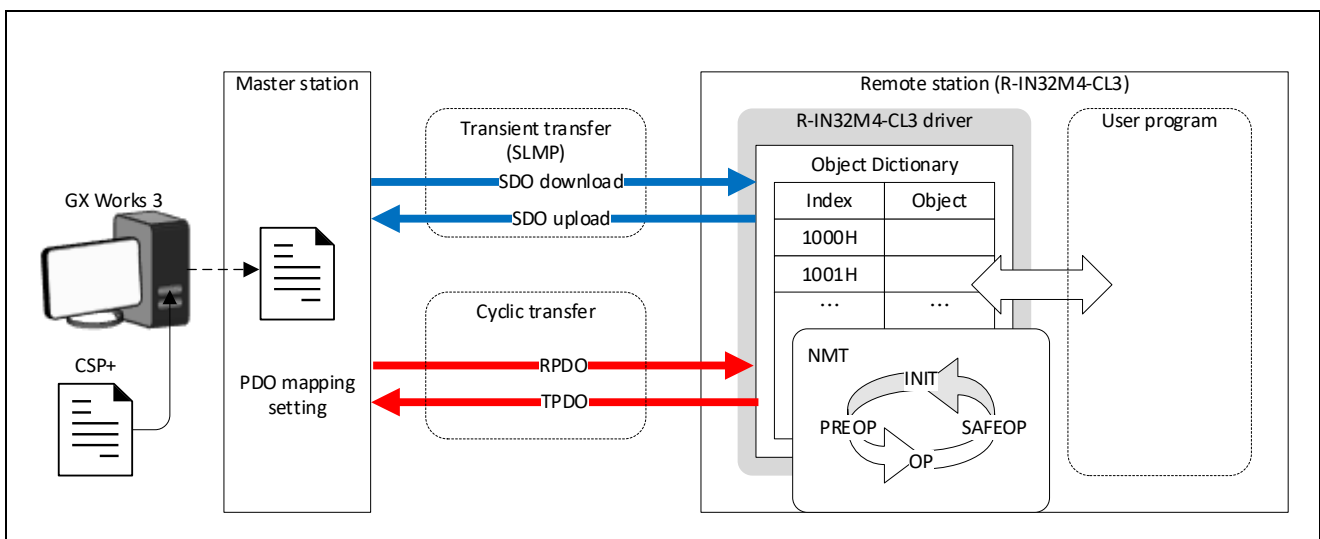 GX Works 3
CSP+
Master station
PDO mapping
setting
Transient transfer
(SLMP)
SDO download
SDO upload
Cyclic transfer
RPDO
TPDO
Remote station (R-IN32M4-CL3)
R-IN32M4-CL3 driver
Object Dictionary
Index Object
1000H
1001H
… …
NMT
INIT
PREOP SAFEOP
OP
User program